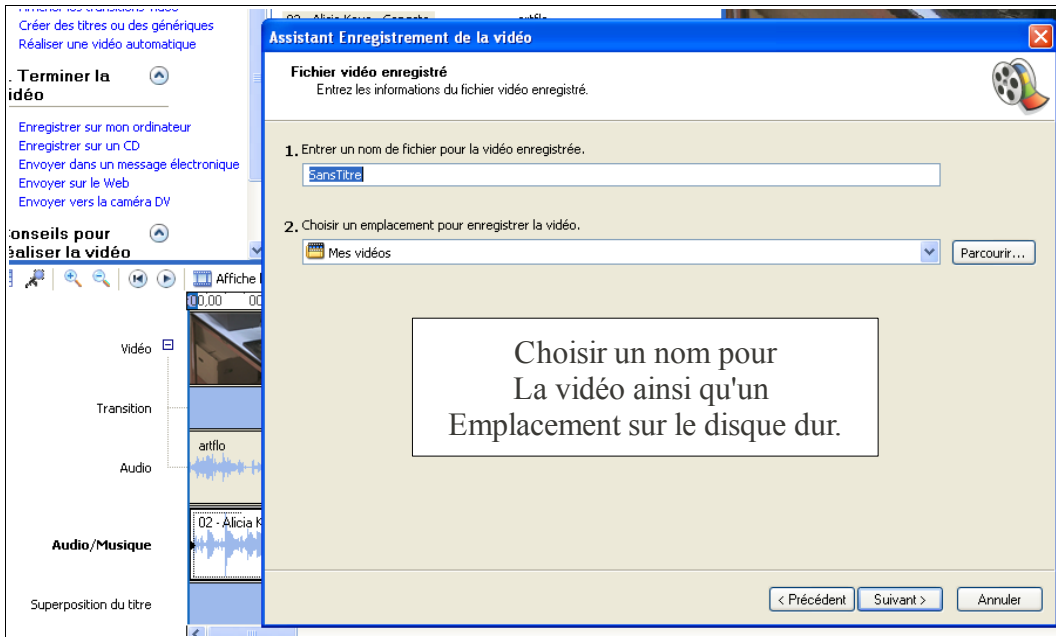 Créer des titres ou des génériques
Réaliser une vidéo automatique
. Terminer la
idéo
Enregistrer sur mon ordinateur
Enregistrer sur un CD
Envoyer dans un message électronique
Envoyer sur le Web
Envoyer vers la caméra DV
onseils pour
éaliser la vidéo
Assistant Enregistrement de la vidéo
Fichier vidéo enregistré
Entrez les informations du fichier vidéo enregistré.
1. Entrer un nom de fichier pour la vidéo enregistrée.
SansTitre
2. Choisir un emplacement pour enregistrer la vidéo.
Mes vidéos
Parcourir...
Choisir un nom pour
La vidéo ainsi qu'un
Emplacement sur le disque dur.
< Précédent
Suivant >
Annuler
Affiche
00,00
Vidéo
Transition
artflo
Audio
02 - Alicia K
Audio/Musique
Superposition du titre